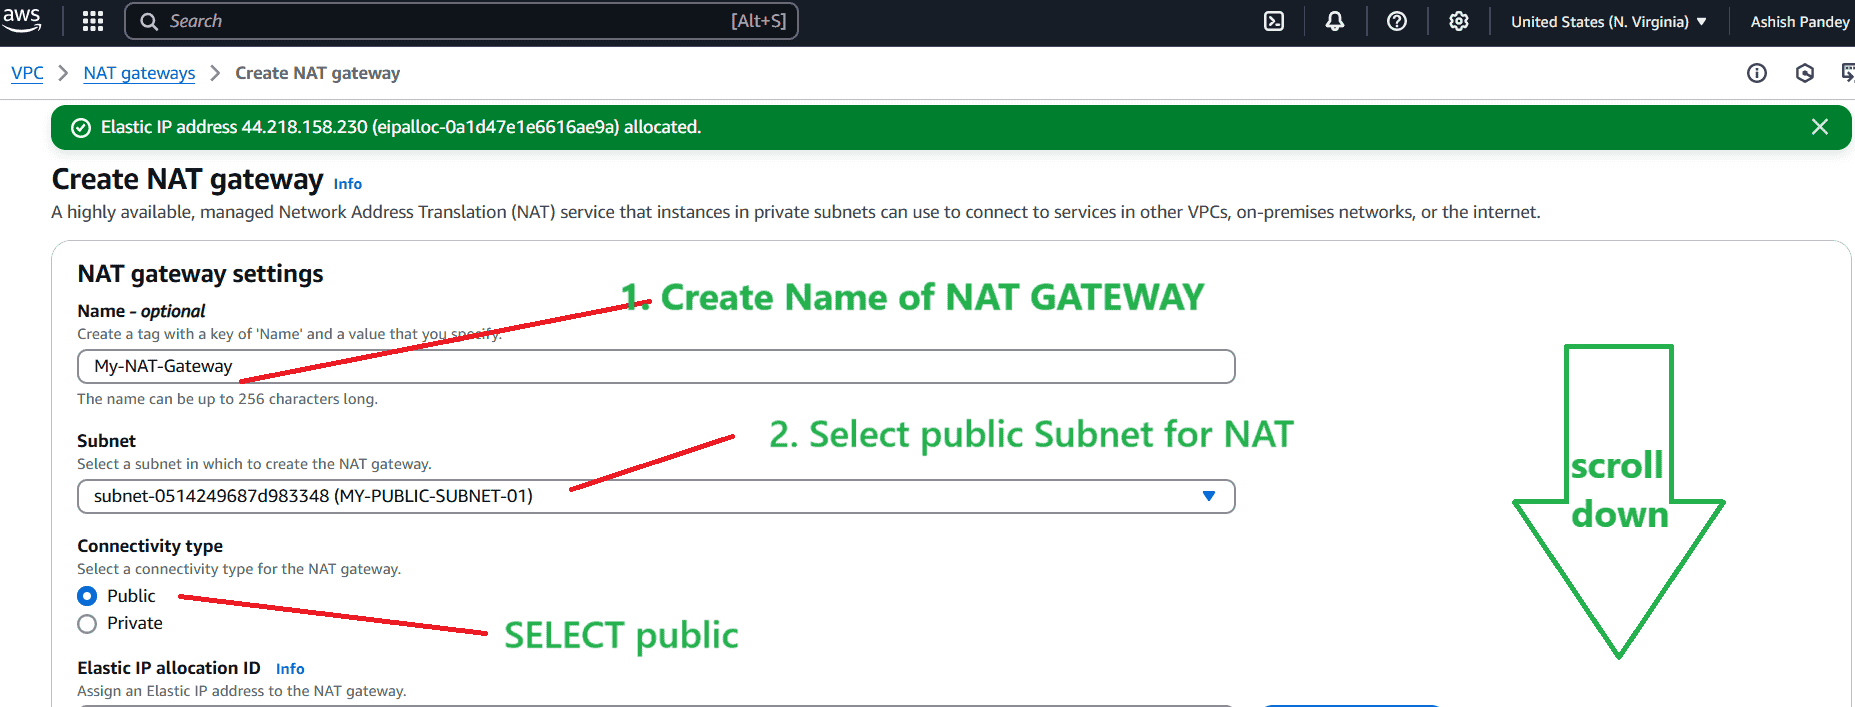 aws Search [Alt+S] United States (N. Virginia) Ashish Pandey
VPC NAT gateways Create NAT gateway
Elastic IP address 44.218.158.230 (eipalloc-0a1d47e1e6616ae9a) allocated.
Create NAT gateway Info
A highly available, managed Network Address Translation (NAT) service that instances in private subnets can use to connect to services in other VPCs, on-premises networks, or the internet.
NAT gateway settings
1. Create Name of NAT GATEWAY
Name - optional
Create a tag with a key of 'Name' and a value that you specify.
My-NAT-Gateway
The name can be up to 256 characters long.
2. Select public Subnet for NAT
Subnet
Select a subnet in which to create the NAT gateway.
scroll
down
subnet-0514249687d983348 (MY-PUBLIC-SUBNET-01)
Connectivity type
Select a connectivity type for the NAT gateway.
Public
Private
SELECT public
Elastic IP allocation ID Info
Assign an Elastic IP address to the NAT gateway.